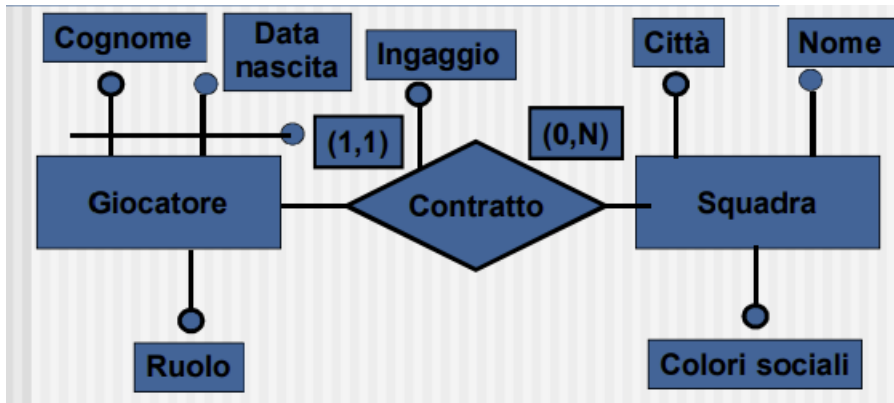 Cognome
Data
nascita
Ingaggio
Città
Nome
(1,1)
(0,N)
Giocatore
Contratto
Squadra
Ruolo
Colori sociali